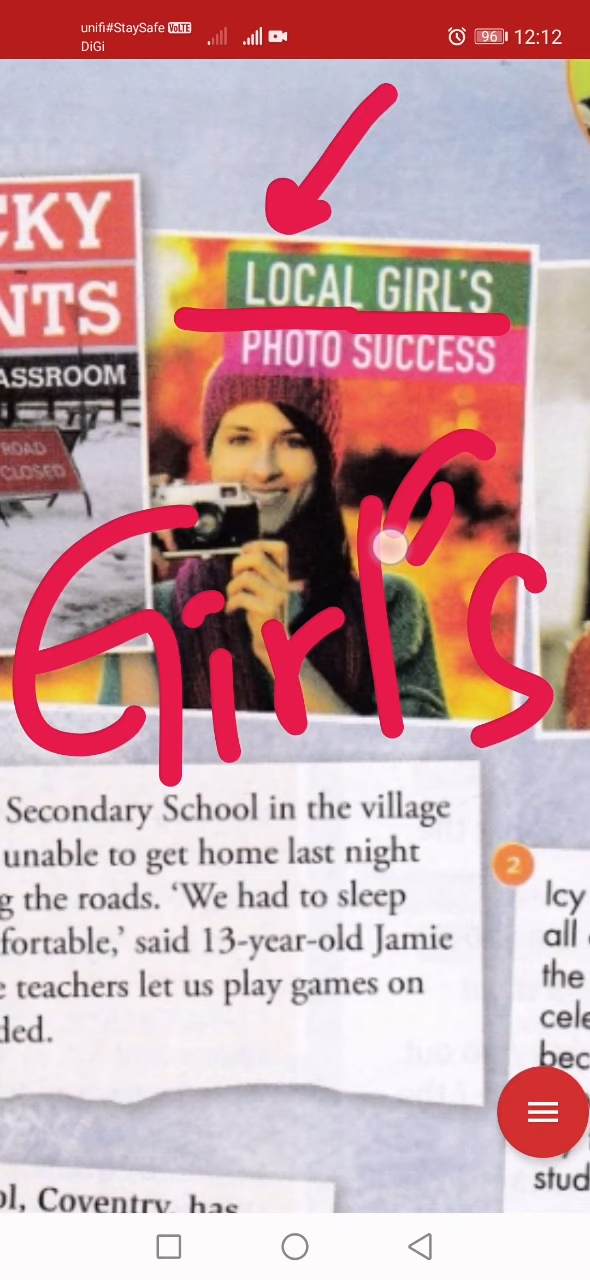 unifi#StaySafe VoLTE
DiGi
96 12:12
CKY
NTS
ASSROOM
ROAD
CLOSED
LOCAL GIRL'S
PHOTO SUCCESS
Girl's
Secondary School in the village
unable to get home last night
g the roads. ‘We had to sleep
fortable,’ said 13-year-old Jamie
e teachers let us play games on
ded.
2
Icy
all
the
cele
bec
stud
ol, Coventry, has